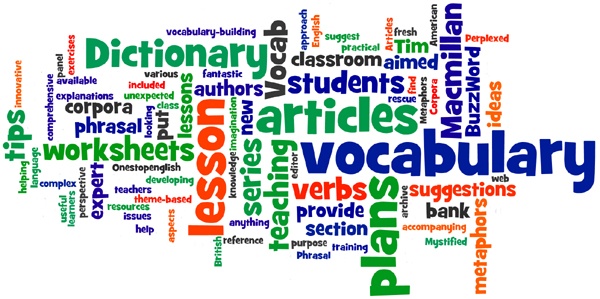 vocabulary-building
approach
English
suggest
practical
Articles
fresh
American
Perplexed
Dictionary
Vocab
classroom
Tim
aimed
Macmillan
BuzzWord
innovative
exercises
panel
available
comprehensive
explanations
various
included
unexpected
fantastic
authors
students
find
rescue
Metaphors
Corpora
ideas
corpora
class
lessons
looking
put
phrasal
new
imagination
articles
tips
worksheets
lesson
series
knowledge
editor
vocabulary
helping
language
complex
Onestopenglish
developing
expert
perspective
teachers
theme-based
teaching
verbs
plans
web
suggestions
useful
learners
resources
issues
help
aspects
anything
provide
section
archive
bank
accompanying
metaphors
British
reference
purpose
training
Phrasal
Mystified